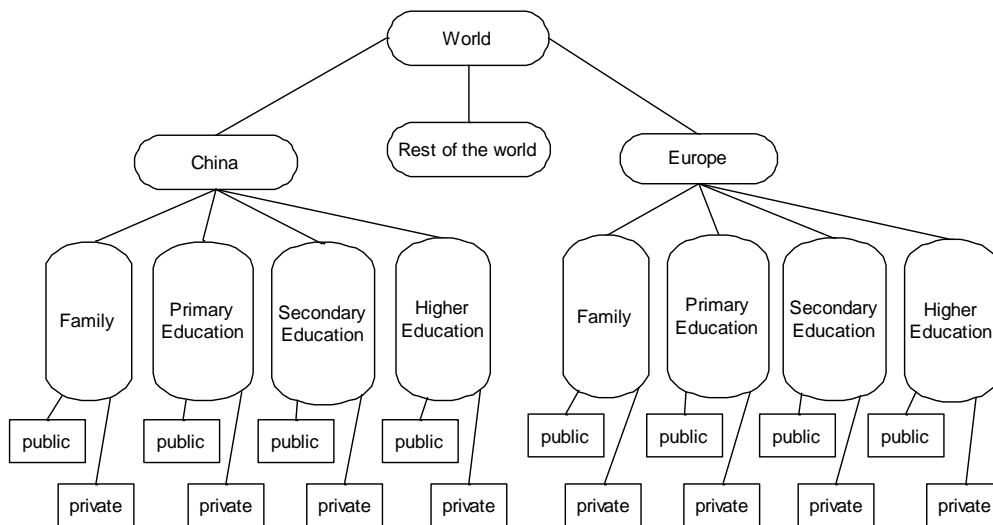 World
Rest of the world
China
Europe
Family
Primary
Education
Secondary
Education
Higher
Education
Family
Primary
Education
Secondary
Education
Higher
Education
public
public
public
public
public
public
public
public
private
private
private
private
private
private
private
private